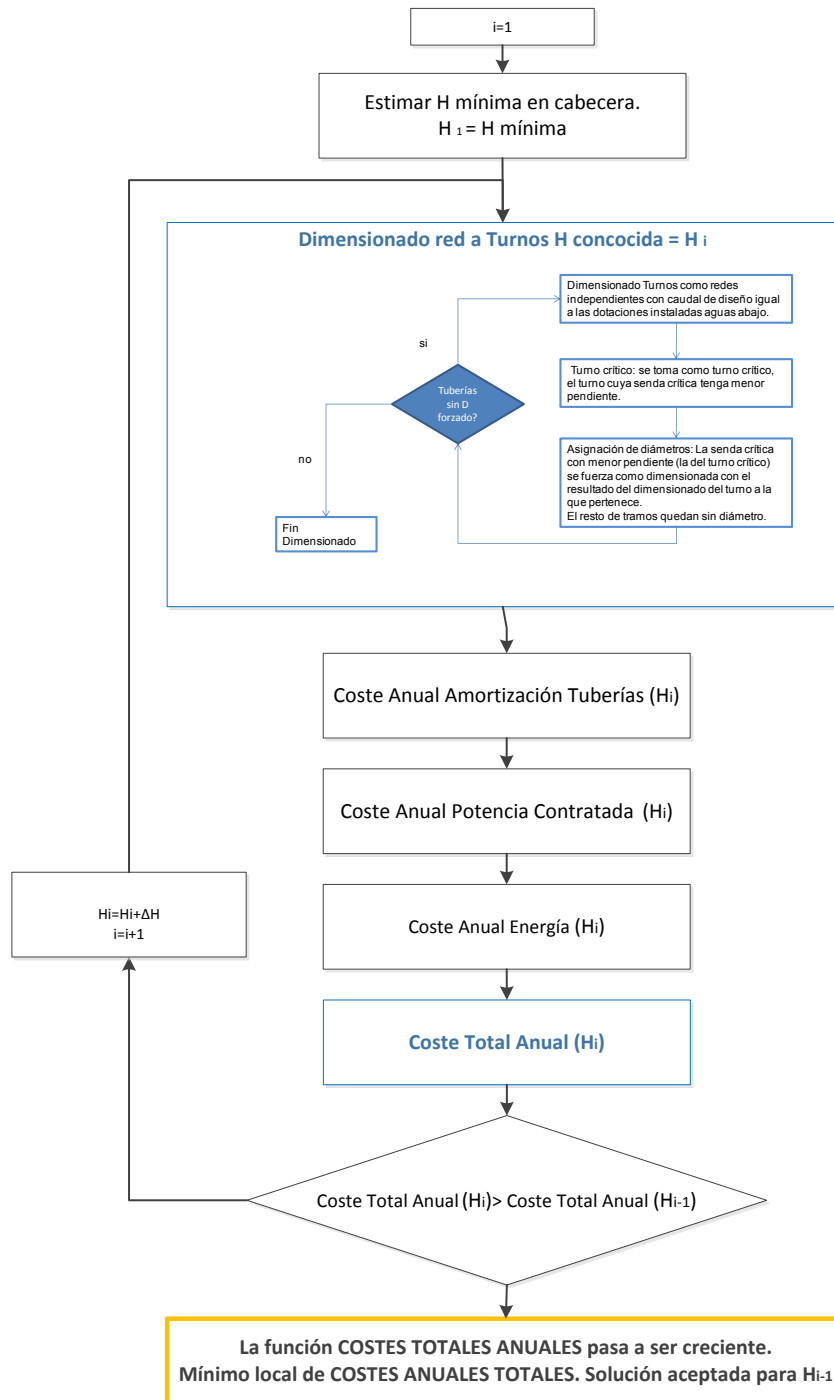 i=1
Estimar H mínima en cabecera.
H 1 = H mínima
Dimensionado red a Turnos H concocida = H i
Dimensionado Turnos como redes
independientes con caudal de diseño igual
a las dotaciones instaladas aguas abajo.
si
Turno crítico: se toma como turno crítico,
el turno cuya senda crítica tenga menor
pendiente.
Tuberías
sin D
forzado?
Asignación de diámetros: La senda crítica
con menor pendiente (la del turno crítico)
se fuerza como dimensionada con el
resultado del dimensionado del turno a la
que pertenece.
El resto de tramos quedan sin diámetro.
no
Fin
Dimensionado
Coste Anual Amortización Tuberías (Hi)
Coste Anual Potencia Contratada (Hi)
Hi=Hi+ΔH
i=i+1
Coste Anual Energía (Hi)
Coste Total Anual (Hi)
Coste Total Anual (Hi)> Coste Total Anual (Hi-1)
La función COSTES TOTALES ANUALES pasa a ser creciente.
Mínimo local de COSTES ANUALES TOTALES. Solución aceptada para Hi-1